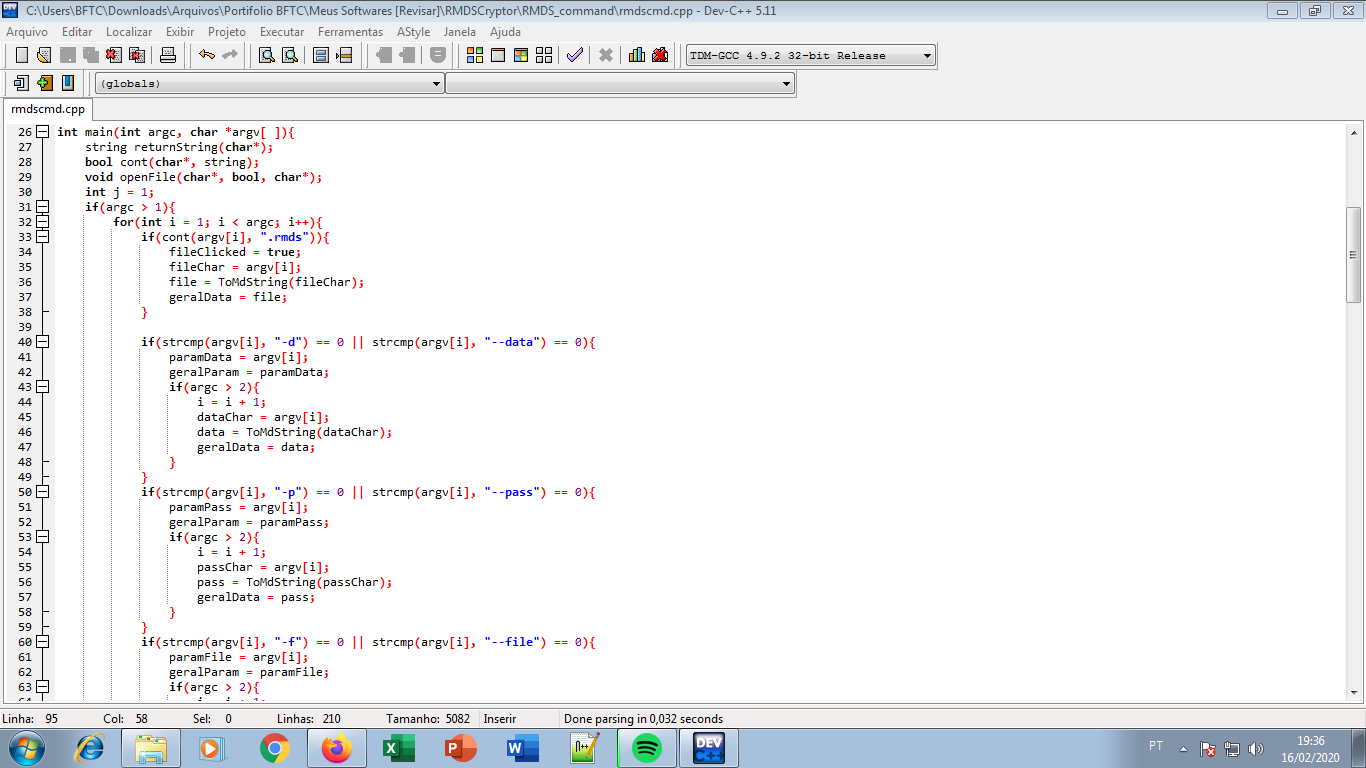 C:\Users\BFTC\Downloads\Arquivos\Portifolio BFTC\Meus Softwares [Revisar]\RMDSCryptor\RMDS_command\rmdscmd.cpp - Dev-C++ 5.11
Arquivo Editar Localizar Exibir Projeto Executar Ferramentas AStyle Janela Ajuda
TDM-GCC 4.9.2 32-bit Release
(globals)
rmdscmd.cpp
26 int main(int argc, char *argv[ ]){
27 string returnString(char*);
28 bool cont(char*, string);
29 void openFile(char*, bool, char*);
30 int j = 1;
31 if(argc > 1){
32 for(int i = 1; i < argc; i++){
33 if(cont(argv[i], ".rmds")){
34 fileClicked = true;
35 fileChar = argv[i];
36 file = ToMdString(fileChar);
37 geralData = file;
38 }
39
40 if(strcmp(argv[i], "-d") == 0 || strcmp(argv[i], "--data") == 0){
41 paramData = argv[i];
42 geralParam = paramData;
43 if(argc > 2){
44 i = i + 1;
45 dataChar = argv[i];
46 data = ToMdString(dataChar);
47 geralData = data;
48 }
49 }
50 if(strcmp(argv[i], "-p") == 0 || strcmp(argv[i], "--pass") == 0){
51 paramPass = argv[i];
52 geralParam = paramPass;
53 if(argc > 2){
54 i = i + 1;
55 passChar = argv[i];
56 pass = ToMdString(passChar);
57 geralData = pass;
58 }
59 }
60 if(strcmp(argv[i], "-f") == 0 || strcmp(argv[i], "--file") == 0){
61 paramFile = argv[i];
62 geralParam = paramFile;
63 if(argc > 2){
Linha: 95 Col: 58 Sel: 0 Linhas: 210 Tamanho: 5082 Inserir Done parsing in 0,032 seconds
DEV C++
PT
19:36
16/02/2020